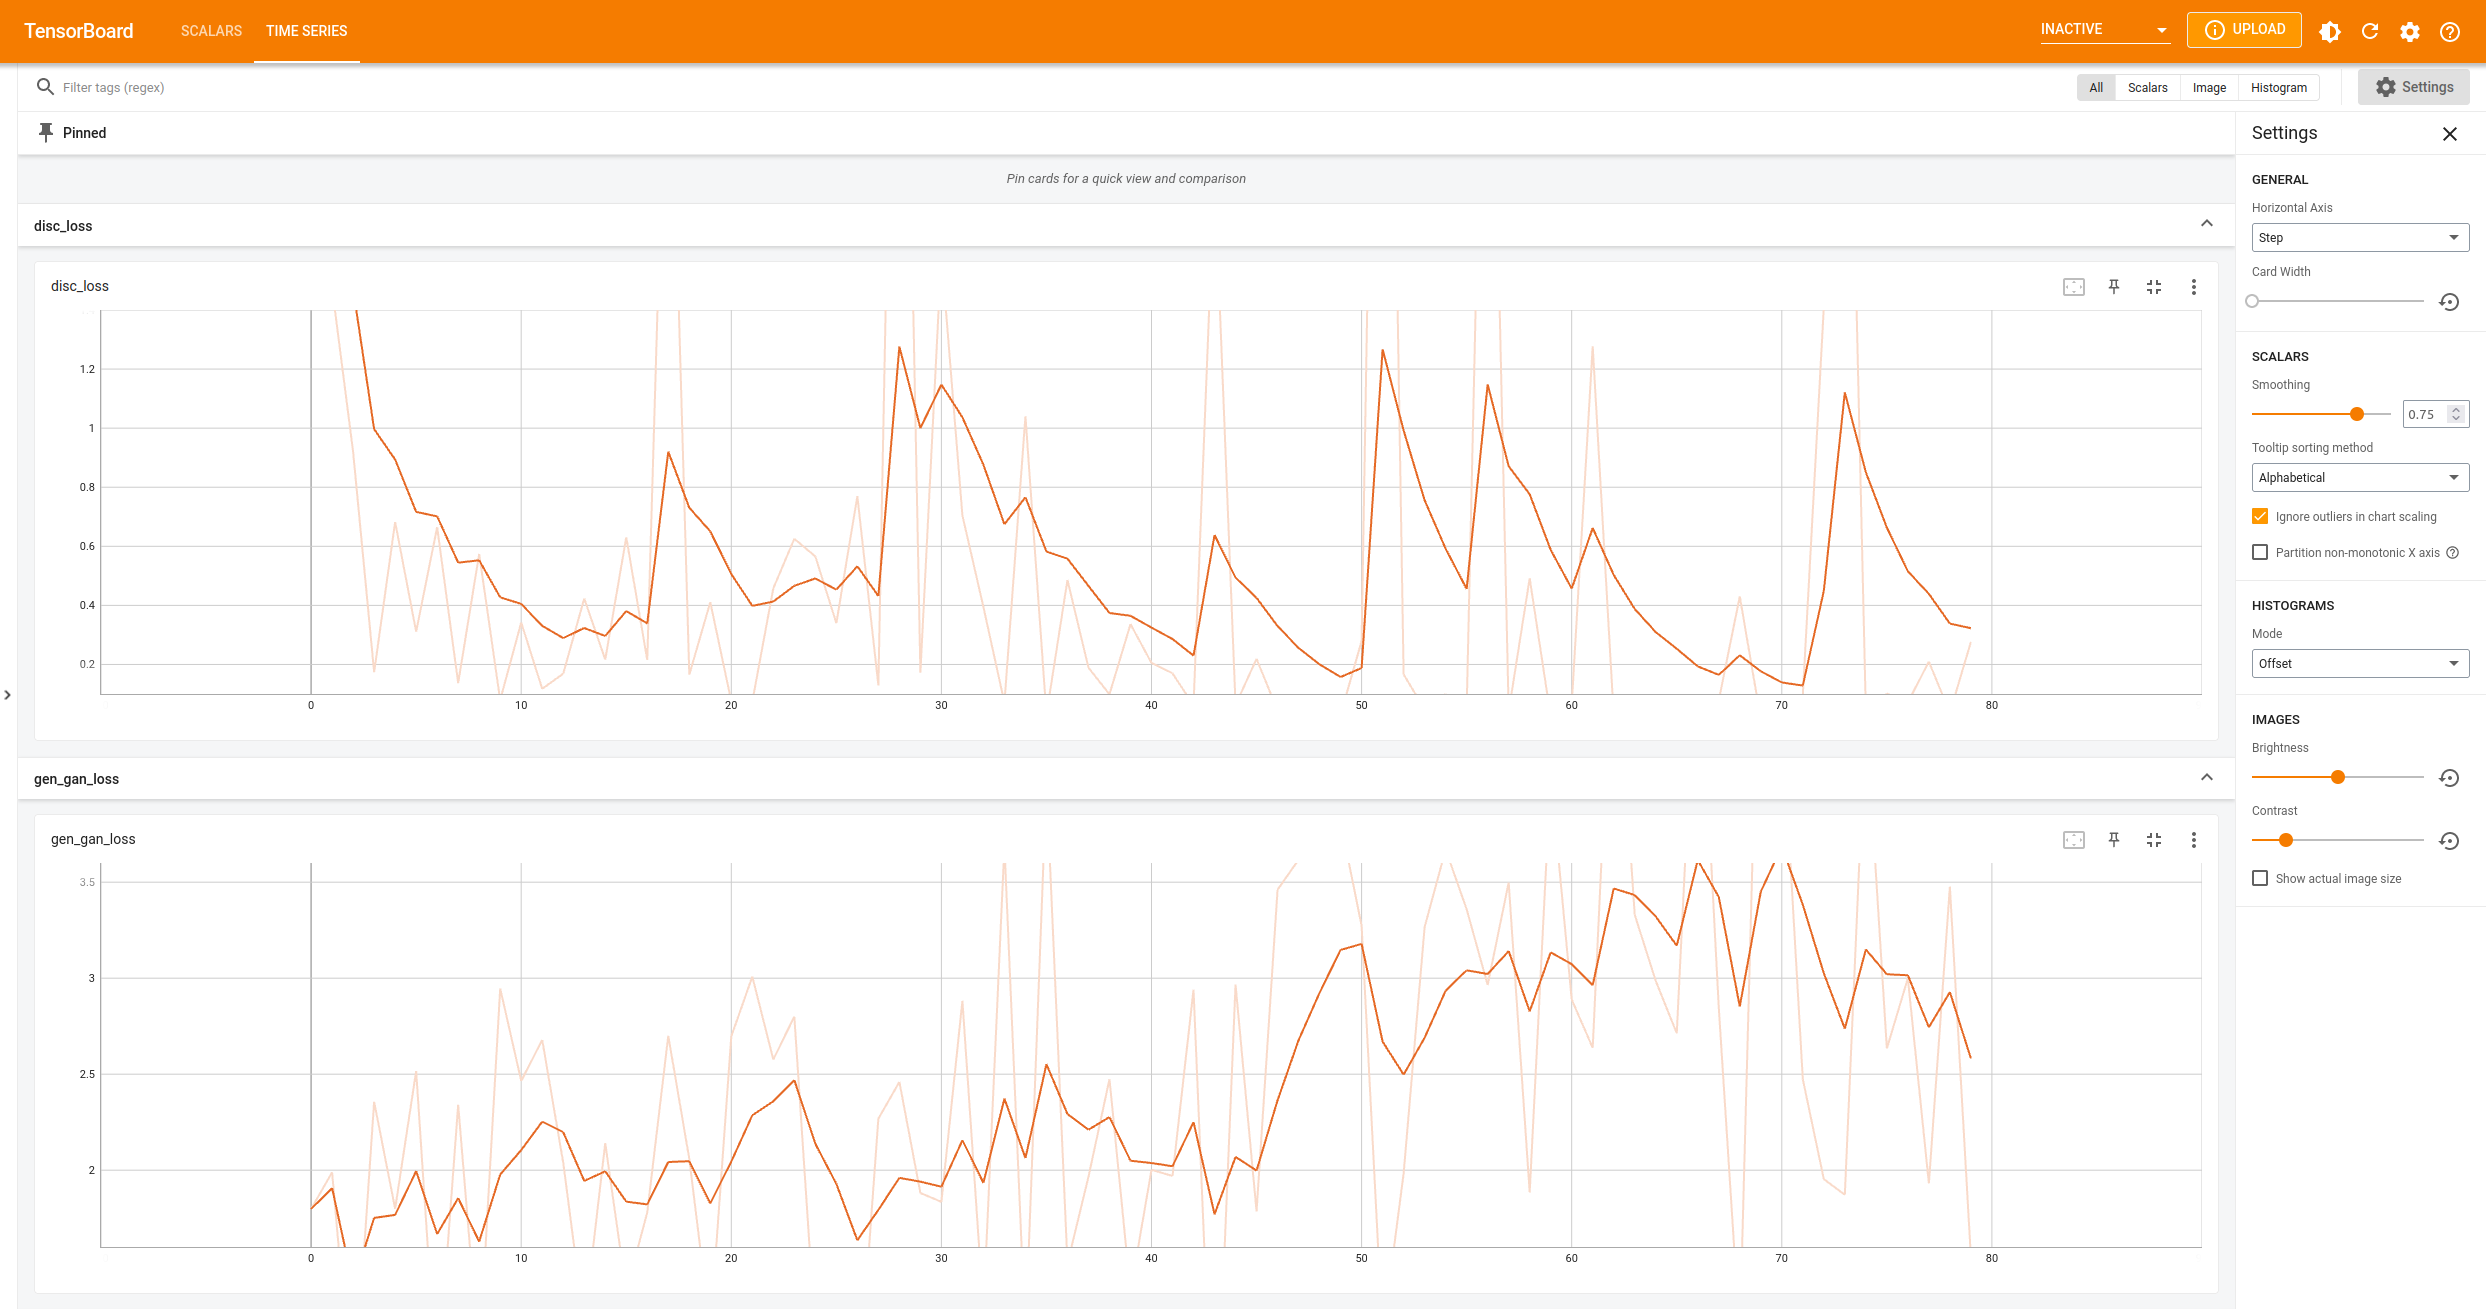 TensorBoard SCALARS TIME SERIES INACTIVE UPLOAD
Filter tags (regex) All Scalars Image Histogram Settings
Pinned
Pin cards for a quick view and comparison
disc_loss
disc_loss
1.2
1
0.8
0.6
0.4
0.2
0 10 20 30 40 50 60 70 80
gen_gan_loss
gen_gan_loss
3.5
3
2.5
2
0 10 20 30 40 50 60 70 80
Settings
GENERAL
Horizontal Axis
Step
Card Width
SCALARS
Smoothing
0.75
Tooltip sorting method
Alphabetical
Ignore outliers in chart scaling
Partition non-monotonic X axis
HISTOGRAMS
Mode
Offset
IMAGES
Brightness
Contrast
Show actual image size